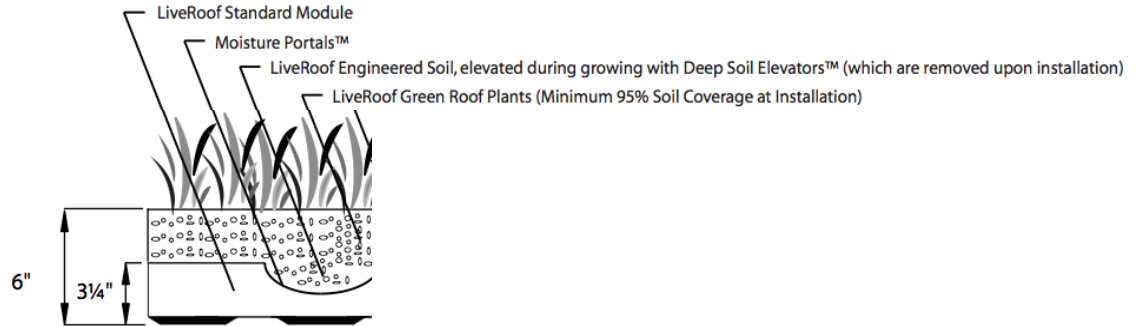 LiveRoof Standard Module
Moisture Portals™
LiveRoof Engineered Soil, elevated during growing with Deep Soil Elevators™ (which are removed upon installation)
LiveRoof Green Roof Plants (Minimum 95% Soil Coverage at Installation)
6"
3¼"